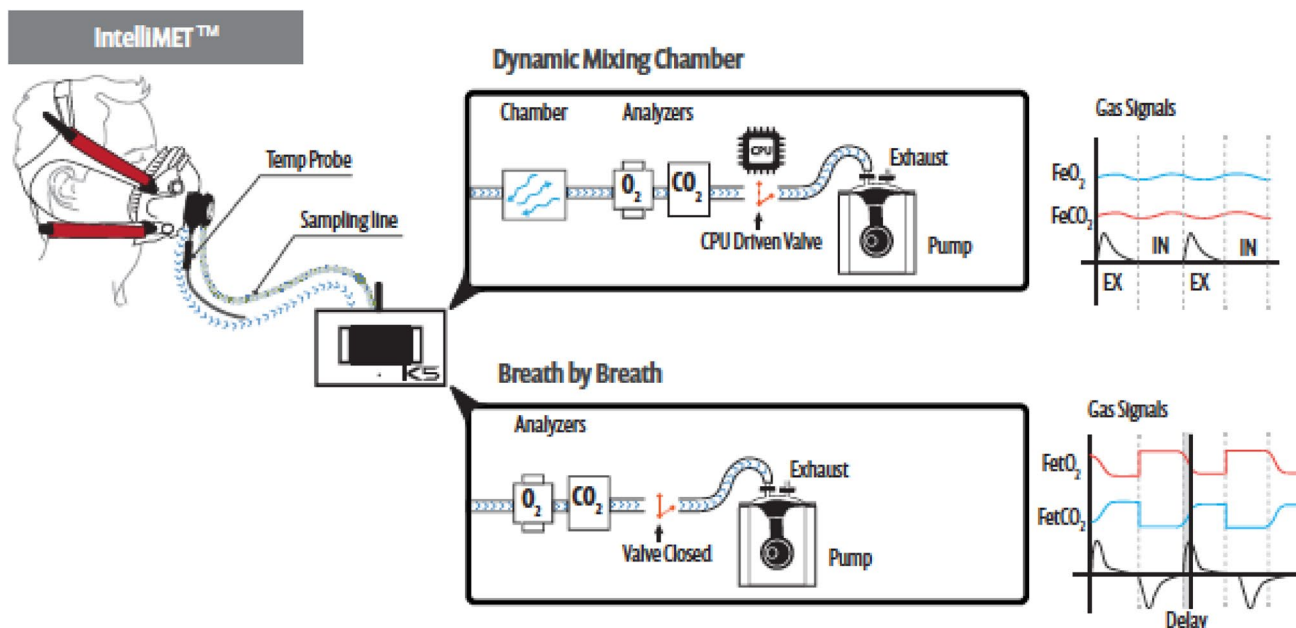 IntelliMET™
Dynamic Mixing Chamber
Chamber
Analyzers
CPU
Exhaust
O2
CO2
CPU Driven Valve
Pump
Gas Signals
FeO2
FeCO2
IN
IN
EX
EX
Temp Probe
Sampling line
K5
Breath by Breath
Analyzers
Exhaust
O2
CO2
Valve Closed
Pump
Gas Signals
FetO2
FetCO2
Delay